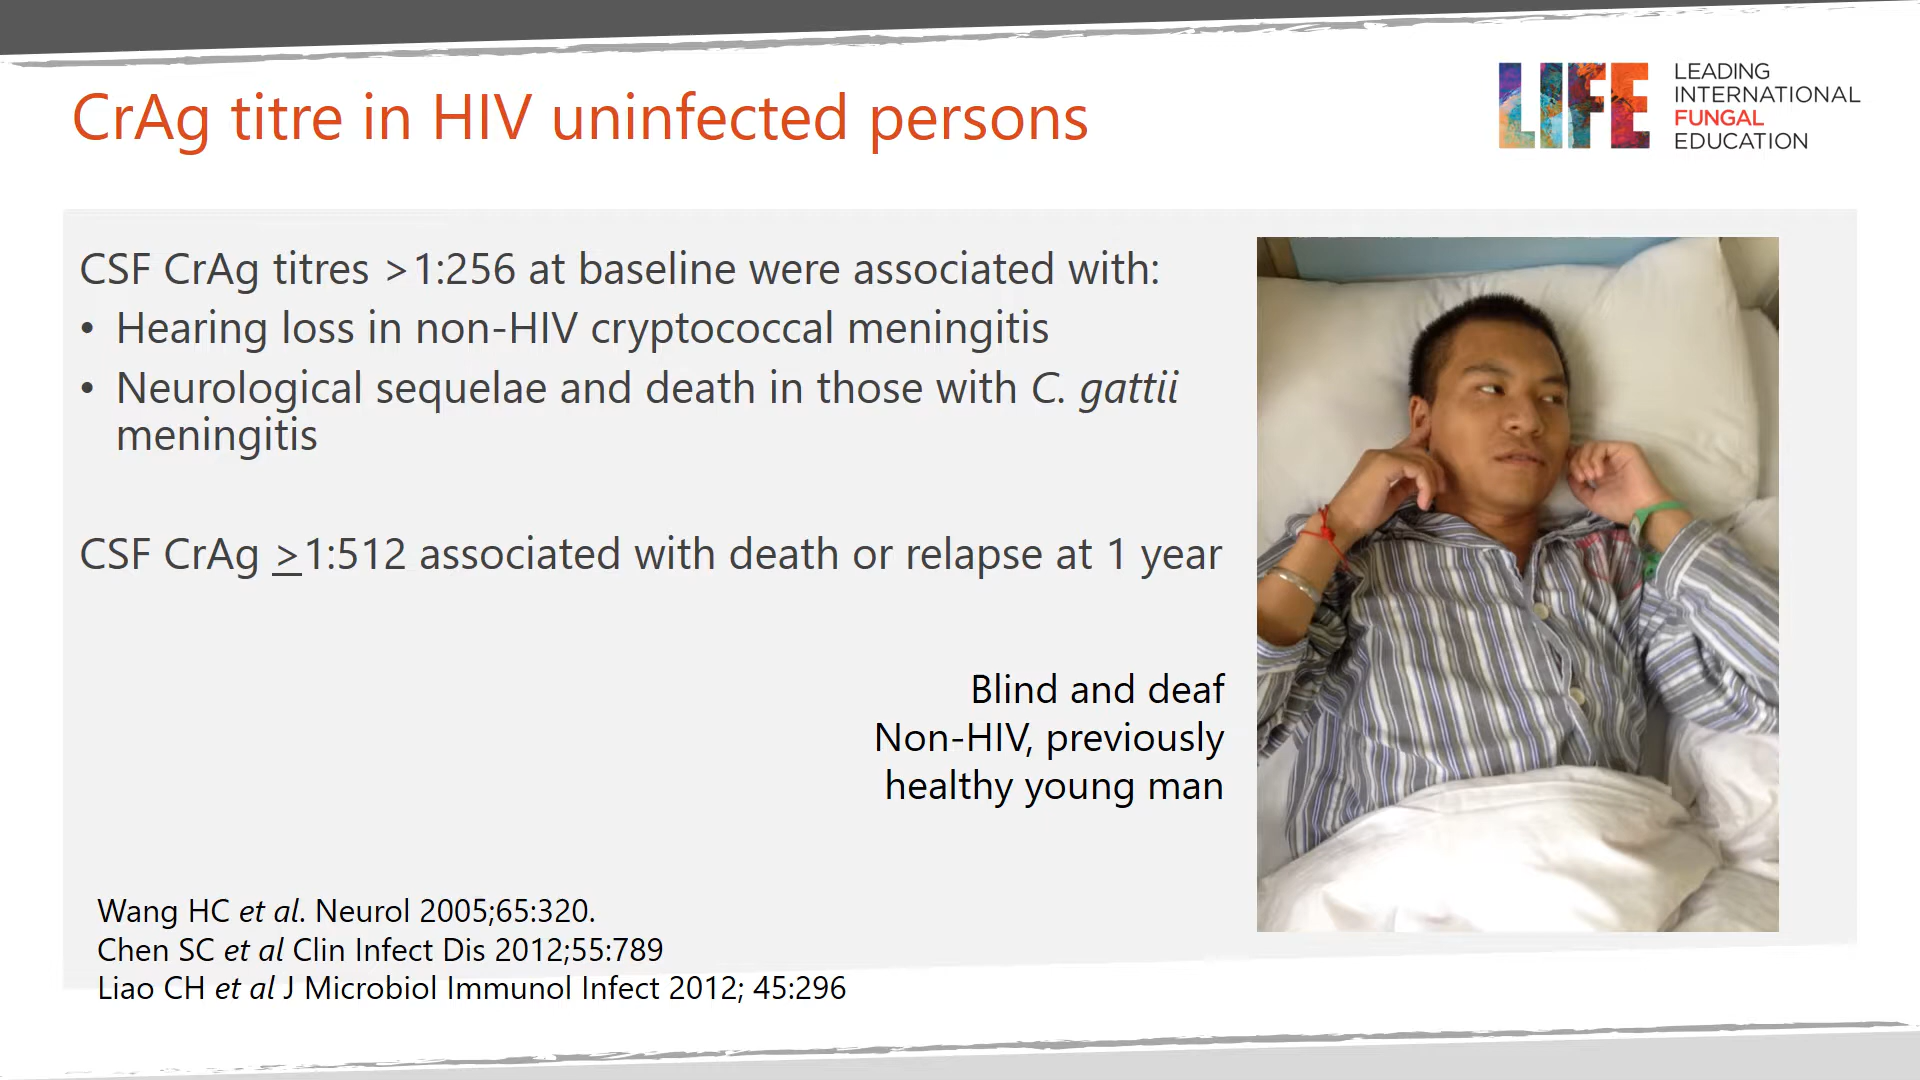 CrAg titre in HIV uninfected persons
LIFE
LEADING
INTERNATIONAL
FUNGAL
EDUCATION
CSF CrAg titres >1:256 at baseline were associated with:
• Hearing loss in non-HIV cryptococcal meningitis
• Neurological sequelae and death in those with C. gattii
meningitis
CSF CrAg >1:512 associated with death or relapse at 1 year
Blind and deaf
Non-HIV, previously
healthy young man
Wang HC et al. Neurol 2005;65:320.
Chen SC et al Clin Infect Dis 2012;55:789
Liao CH et al J Microbiol Immunol Infect 2012; 45:296